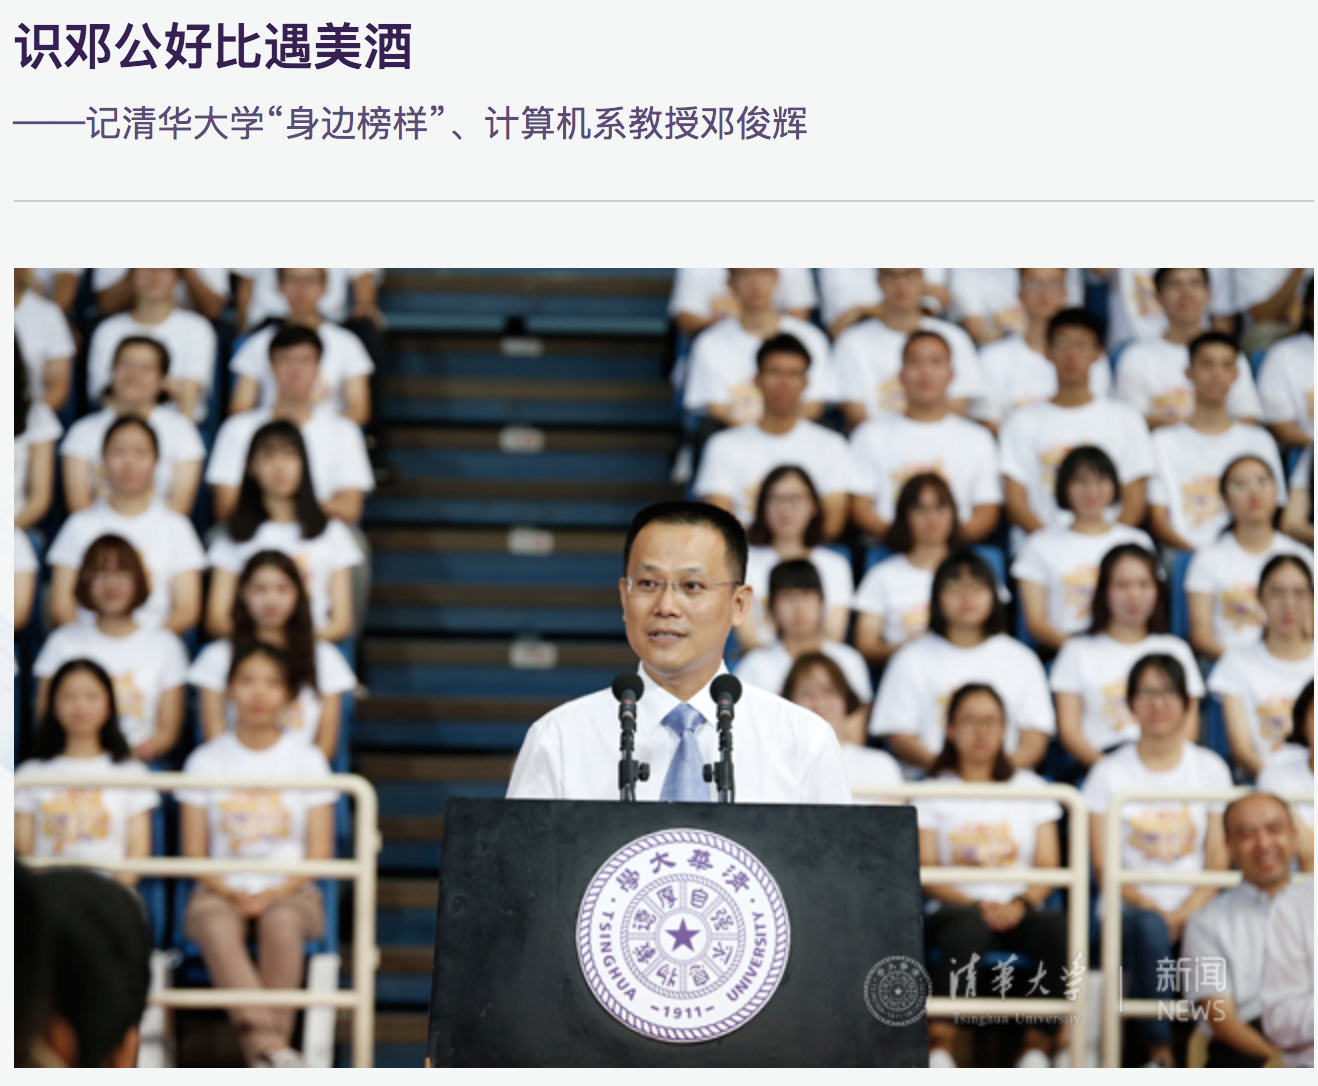 识邓公好比遇美酒
——记清华大学“身边榜样”、计算机系教授邓俊辉
清華大學
自强不息
厚德載物
TSINGHUA UNIVERSITY
-1911-
清華大学
Tsinghua University
新闻
NEWS